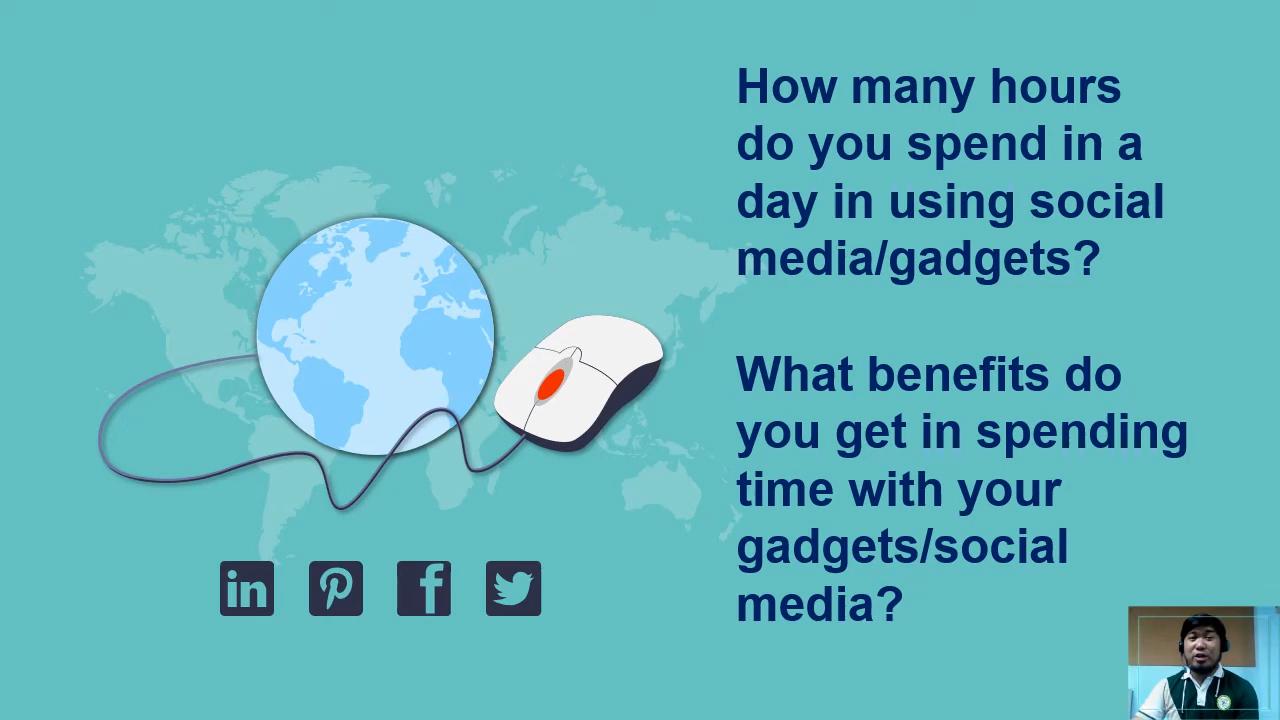 How many hours
do you spend in a
day in using social
media/gadgets?
What benefits do
you get in spending
time with your
gadgets/social
media?
in